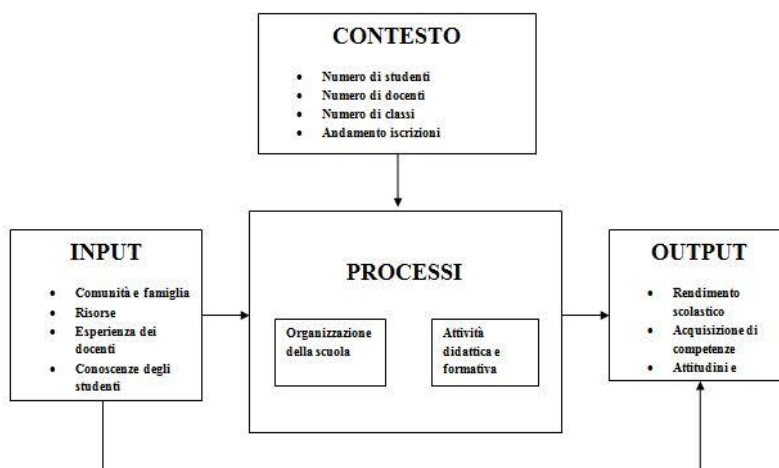 CONTESTO
Numero di studenti
Numero di docenti
Numero di classi
Andamento iscrizioni
INPUT
Comunità e famiglia
Risorse
Esperienza dei
docenti
Conoscenze degli
studenti
PROCESSI
Organizzazione
della scuola
Attività
didattica e
formativa
OUTPUT
Rendimento
scolastico
Acquisizione di
competenze
Attitudini e